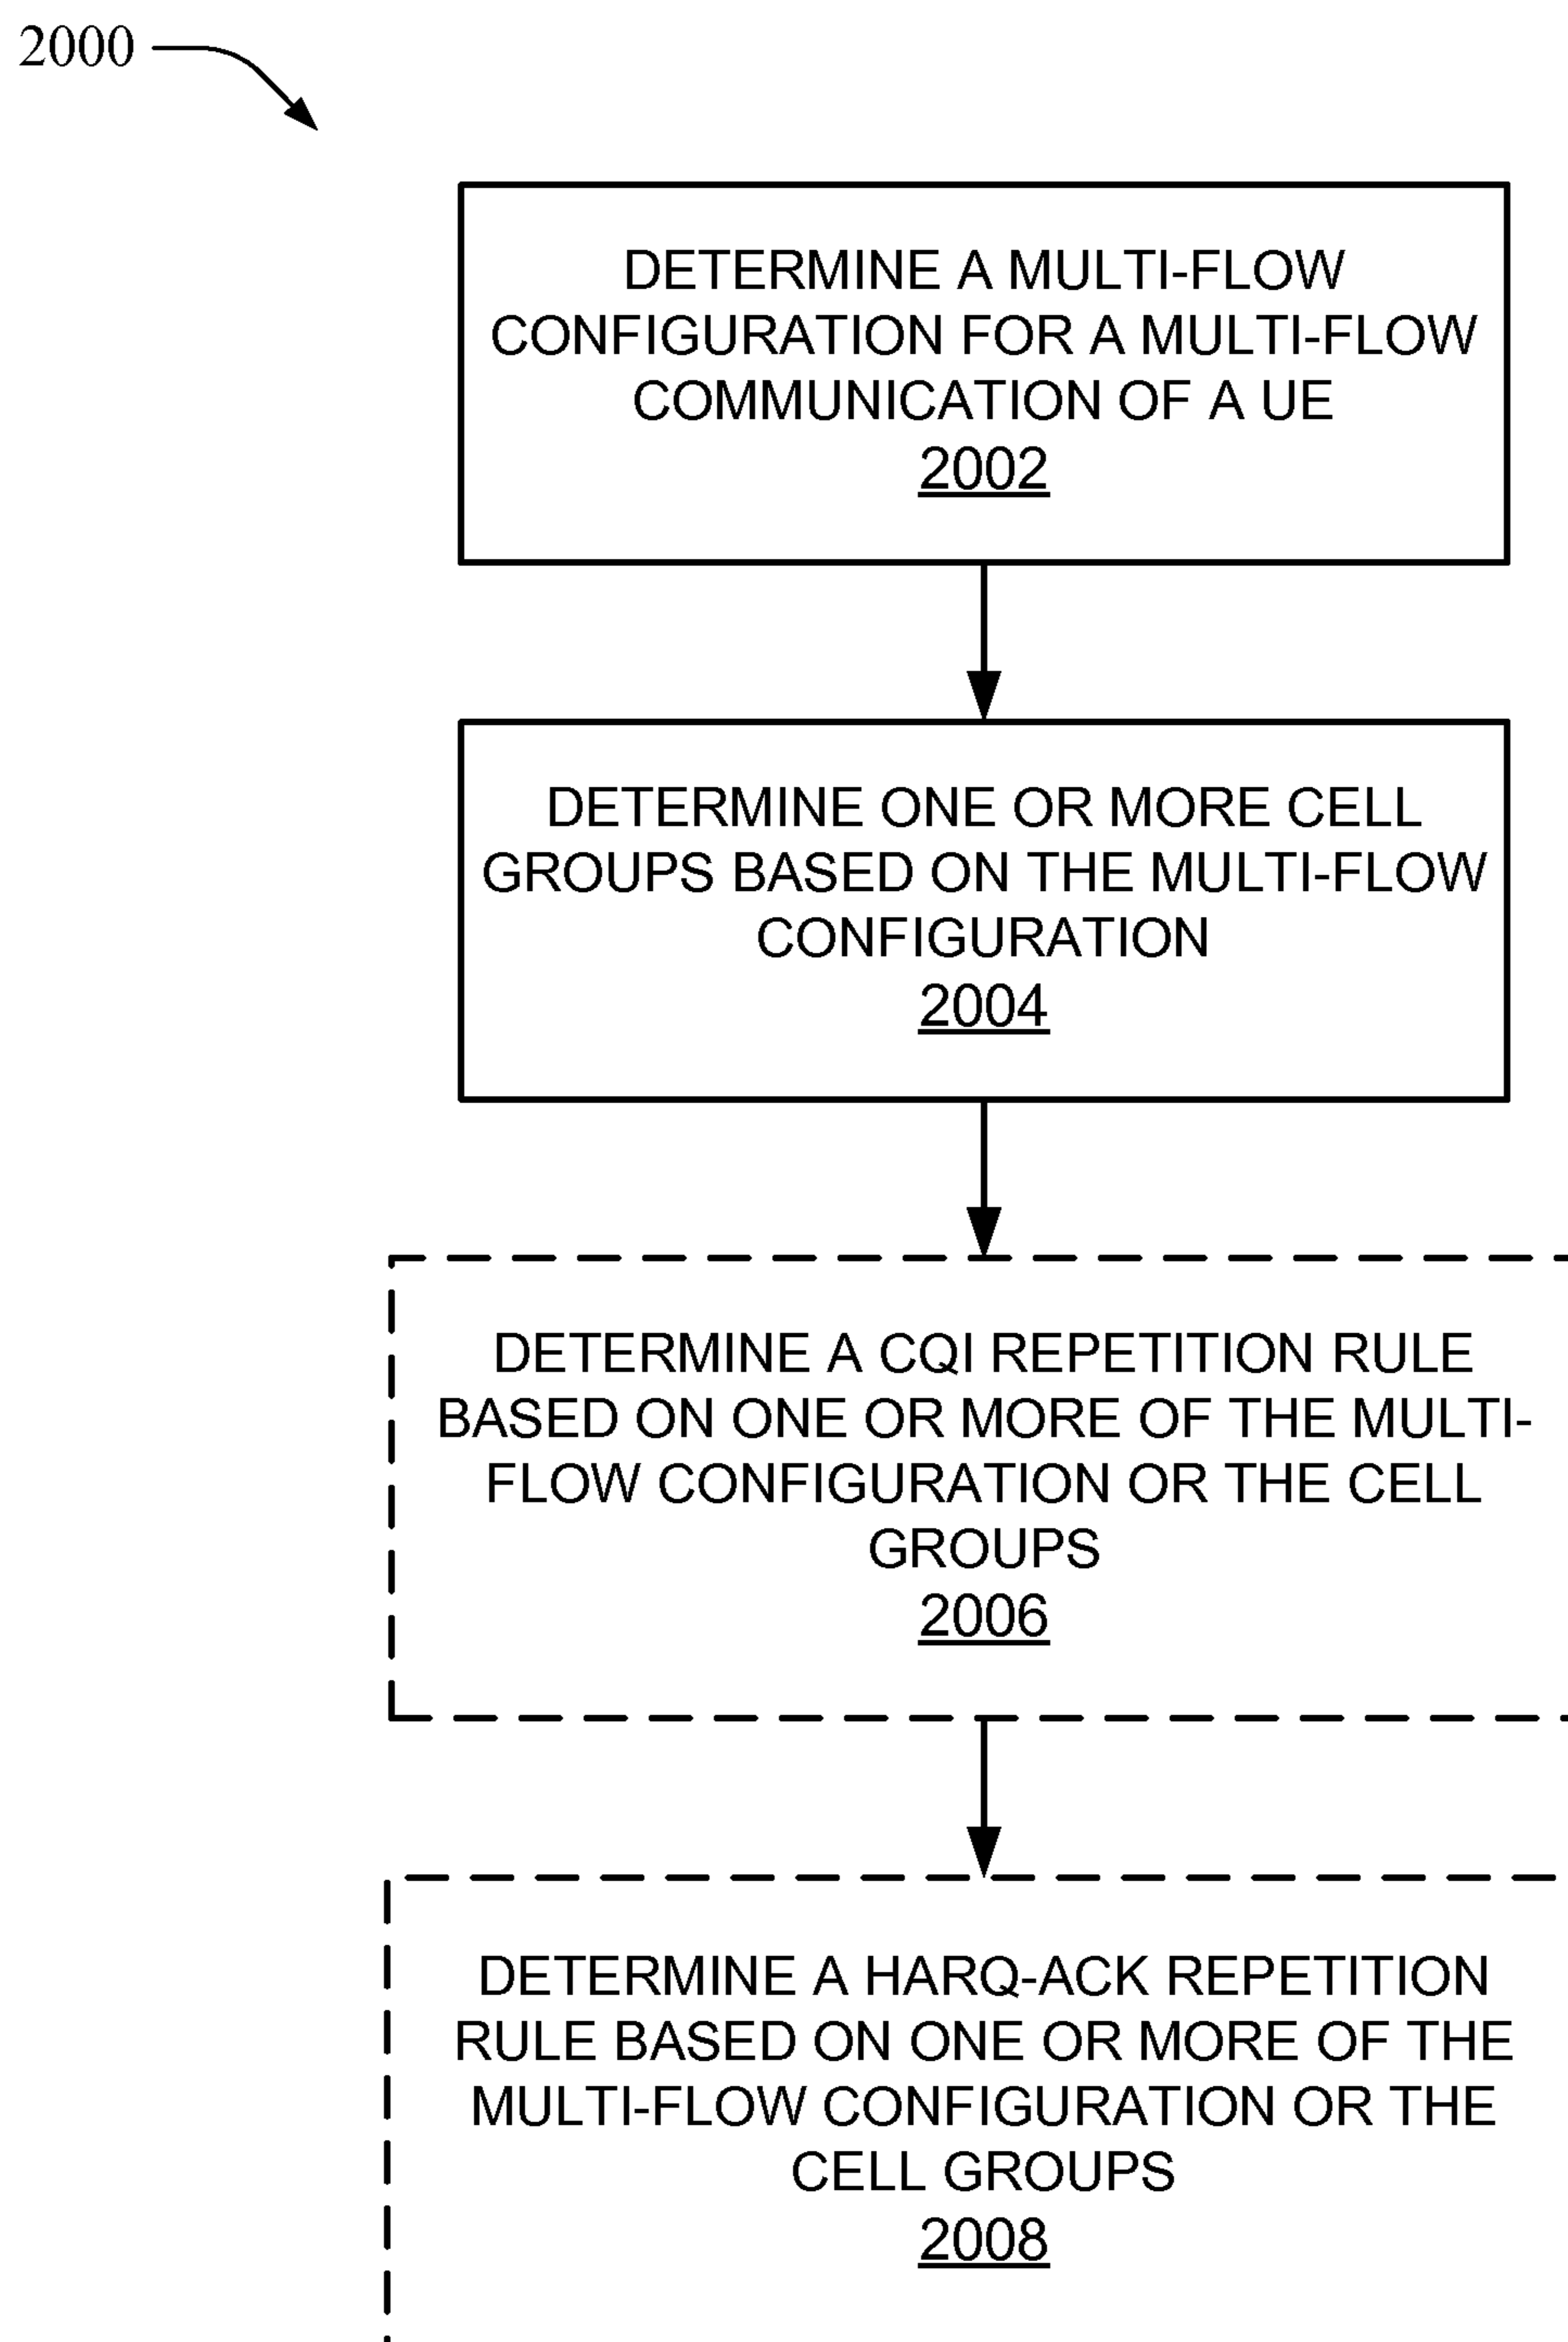 2000
DETERMINE A MULTI-FLOW
CONFIGURATION FOR A MULTI-FLOW
COMMUNICATION OF A UE
2002
DETERMINE ONE OR MORE CELL
GROUPS BASED ON THE MULTI-FLOW
CONFIGURATION
2004
DETERMINE A CQI REPETITION RULE
BASED ON ONE OR MORE OF THE MULTI-
FLOW CONFIGURATION OR THE CELL
GROUPS
2006
DETERMINE A HARQ-ACK REPETITION
RULE BASED ON ONE OR MORE OF THE
MULTI-FLOW CONFIGURATION OR THE
CELL GROUPS
2008